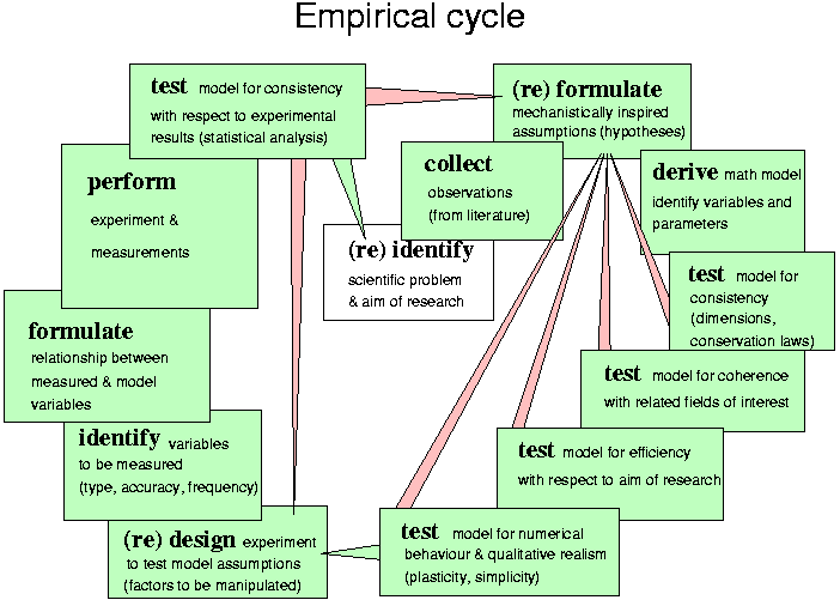 Empirical cycle
test model for consistency
with respect to experimental
results (statistical analysis)
(re) formulate
mechanistically inspired
assumptions (hypotheses)
collect
observations
(from literature)
derive math model
identify variables and
parameters
perform
experiment &
measurements
(re) identify
scientific problem
& aim of research
test model for
consistency
(dimensions,
conservation laws)
formulate
relationship between
measured & model
variables
test model for coherence
with related fields of interest
identify variables
to be measured
(type, accuracy, frequency)
test model for efficiency
with respect to aim of research
(re) design experiment
to test model assumptions
(factors to be manipulated)
test model for numerical
behaviour & qualitative realism
(plasticity, simplicity)